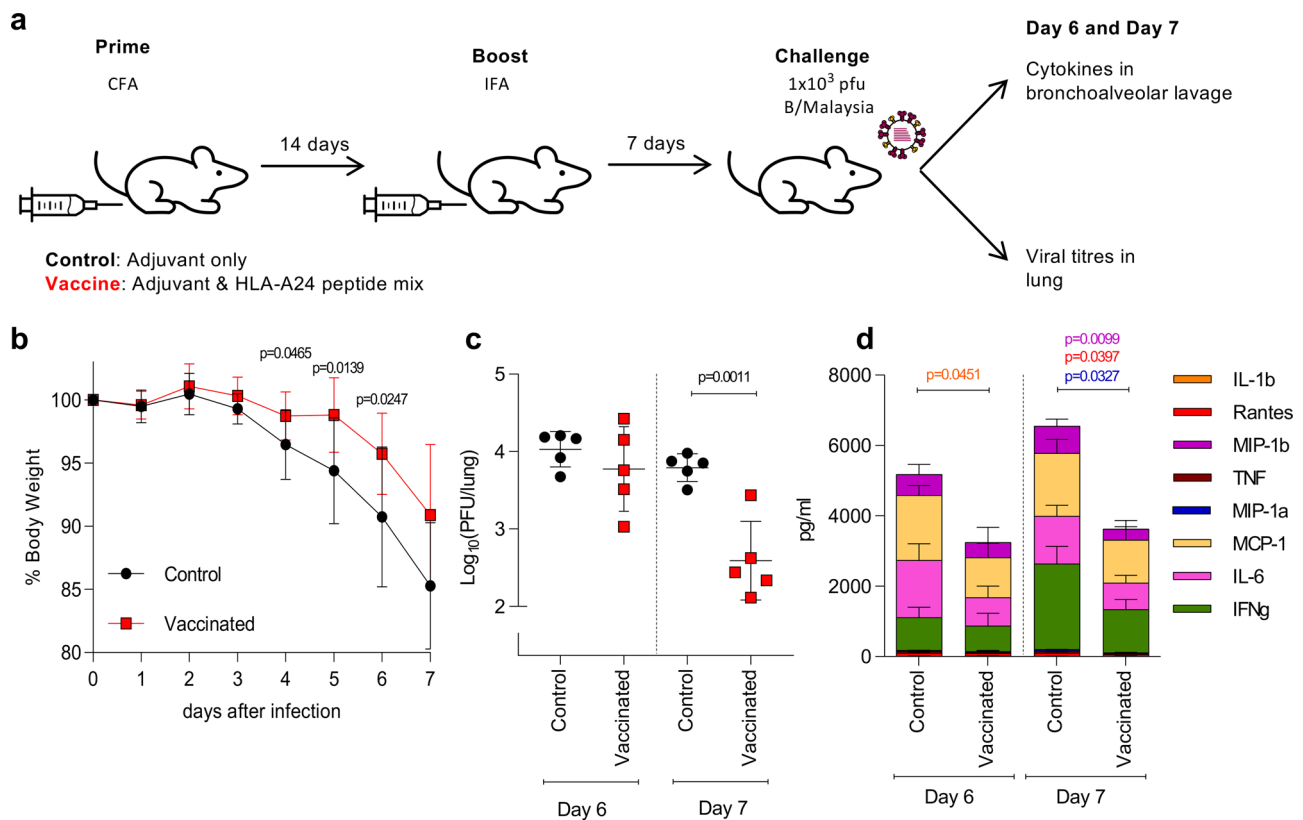 a
Prime
CFA
14 days
Boost
IFA
7 days
Challenge
1x10³ pfu
B/Malaysia
Day 6 and Day 7
Cytokines in
bronchoalveolar lavage
Viral titres in
lung
Control: Adjuvant only
Vaccine: Adjuvant & HLA-A24 peptide mix
b
p=0.0465
p=0.0139
p=0.0247
100
95
90
85
80
% Body Weight
Control
Vaccinated
0 1 2 3 4 5 6 7
days after infection
c
p=0.0011
5
4
3
2
Log₁₀(PFU/lung)
Control
Vaccinated
Control
Vaccinated
Day 6
Day 7
d
p=0.0451
p=0.0099
p=0.0397
p=0.0327
8000
6000
4000
2000
0
pg/ml
Control
Vaccinated
Control
Vaccinated
Day 6
Day 7
IL-1b
Rantes
MIP-1b
TNF
MIP-1a
MCP-1
IL-6
IFNg